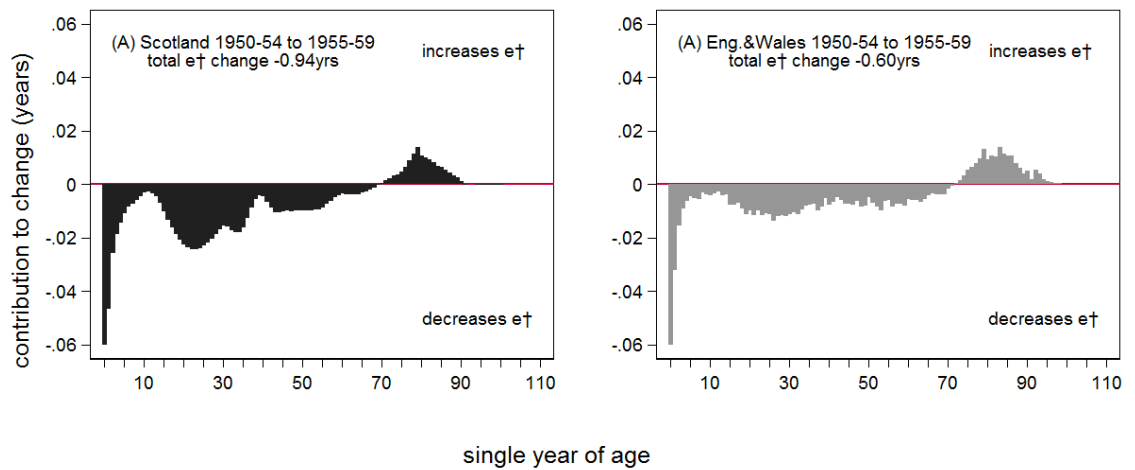 contribution to change (years)
.06
.04
.02
0
-.02
-.04
-.06
(A) Scotland 1950-54 to 1955-59
total e† change -0.94yrs
increases e†
decreases e†
10 30 50 70 90 110
.06
.04
.02
0
-.02
-.04
-.06
(A) Eng.&Wales 1950-54 to 1955-59
total e† change -0.60yrs
increases e†
decreases e†
10 30 50 70 90 110
single year of age